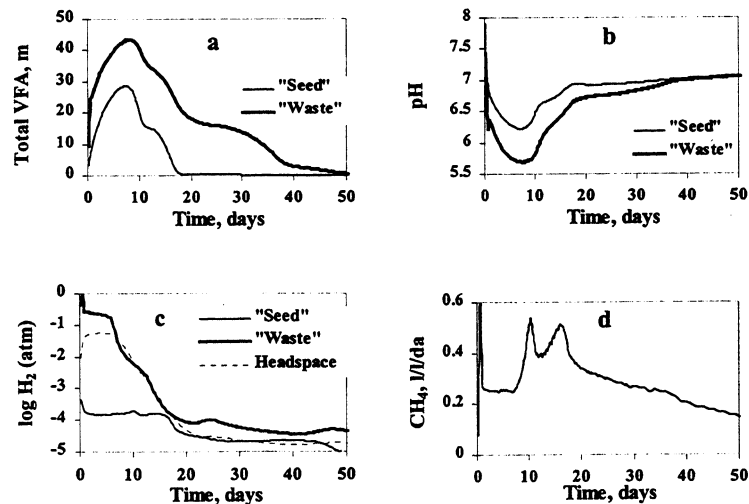 a
Total VFA, m
50
40
30
20
10
0
"Seed"
"Waste"
0 10 20 30 40 50
Time, days
b
pH
8
7.5
7
6.5
6
5.5
"Seed"
"Waste"
0 10 20 30 40 50
Time, days
c
log H₂ (atm)
0
-1
-2
-3
-4
-5
"Seed"
"Waste"
Headspace
0 10 20 30 40 50
Time, days
d
CH₄, l/l/da
0.6
0.4
0.2
0
0 10 20 30 40 50
Time, days